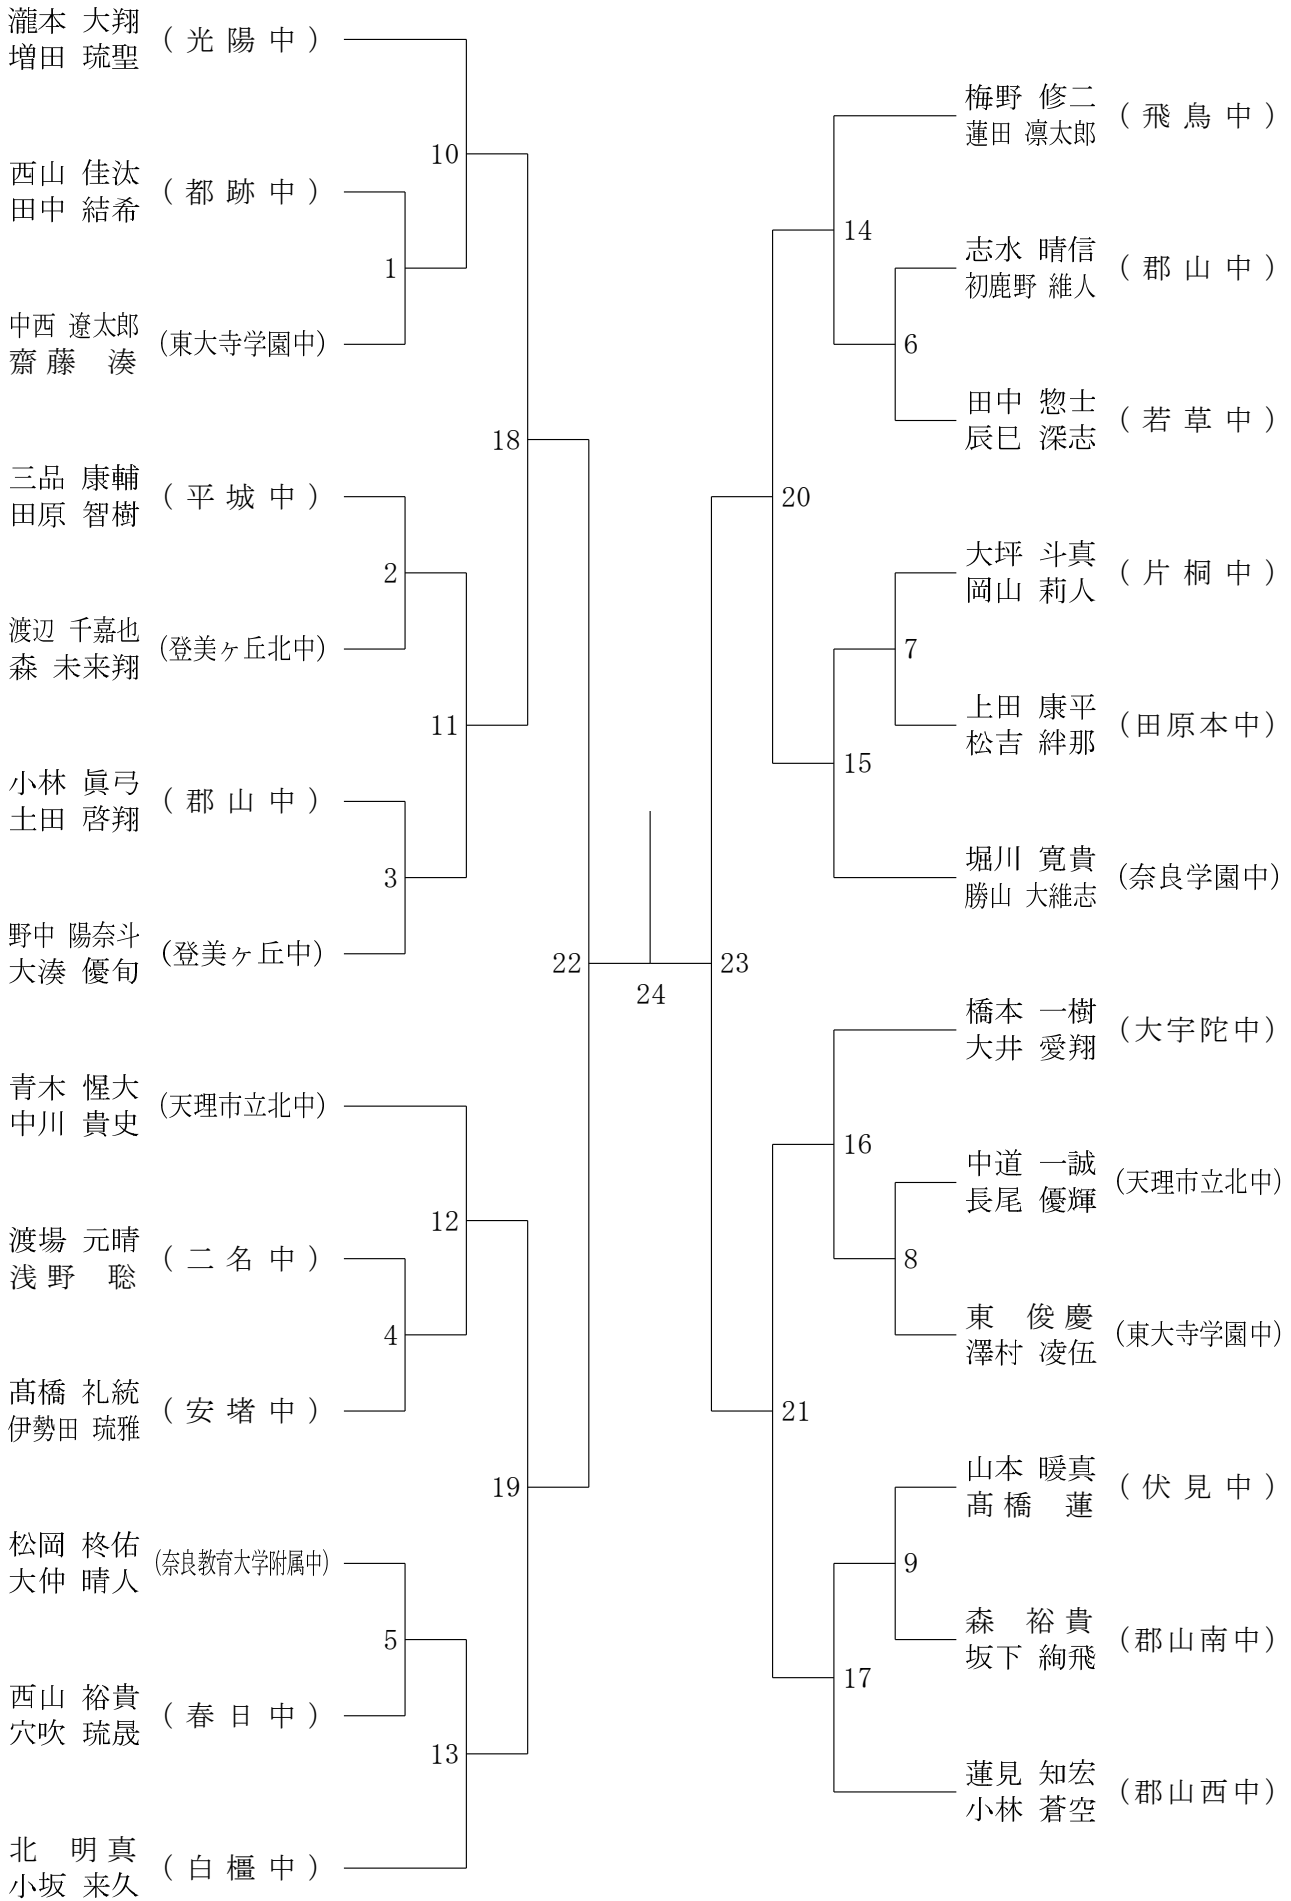 瀧本 大翔
増田 琉聖
( 光 陽 中 )
西山 佳汰
田中 結希
( 都 跡 中 )
中西 遼太郎
齋藤 湊
(東大寺学園中)
三品 康輔
田原 智樹
( 平 城 中 )
渡辺 千嘉也
森 未来翔
(登美ヶ丘北中)
小林 眞弓
土田 啓翔
( 郡 山 中 )
野中 陽奈斗
大湊 優旬
(登美ヶ丘中)
青木 惺大
中川 貴史
(天理市立北中)
渡場 元晴
浅野 聡
( 二 名 中 )
髙橋 礼統
伊勢田 琉雅
( 安 堵 中 )
松岡 柊佑
大仲 晴人
(奈良教育大学附属中)
西山 裕貴
穴吹 琉晟
( 春 日 中 )
北 明真
小坂 来久
( 白 橿 中 )
1
2
3
4
5
10
11
12
13
18
19
22
24
23
20
21
14
15
16
17
6
7
8
9
梅野 修二
蓮田 凛太郎
( 飛 鳥 中 )
志水 晴信
初鹿野 維人
( 郡 山 中 )
田中 惣士
辰巳 深志
( 若 草 中 )
大坪 斗真
岡山 莉人
( 片 桐 中 )
上田 康平
松吉 絆那
(田原本中)
堀川 寛貴
勝山 大維志
(奈良学園中)
橋本 一樹
大井 愛翔
(大宇陀中)
中道 一誠
長尾 優輝
(天理市立北中)
東 俊慶
澤村 凌伍
(東大寺学園中)
山本 暖真
髙橋 蓮
( 伏 見 中 )
森 裕貴
坂下 絢飛
(郡山南中)
蓮見 知宏
小林 蒼空
(郡山西中)